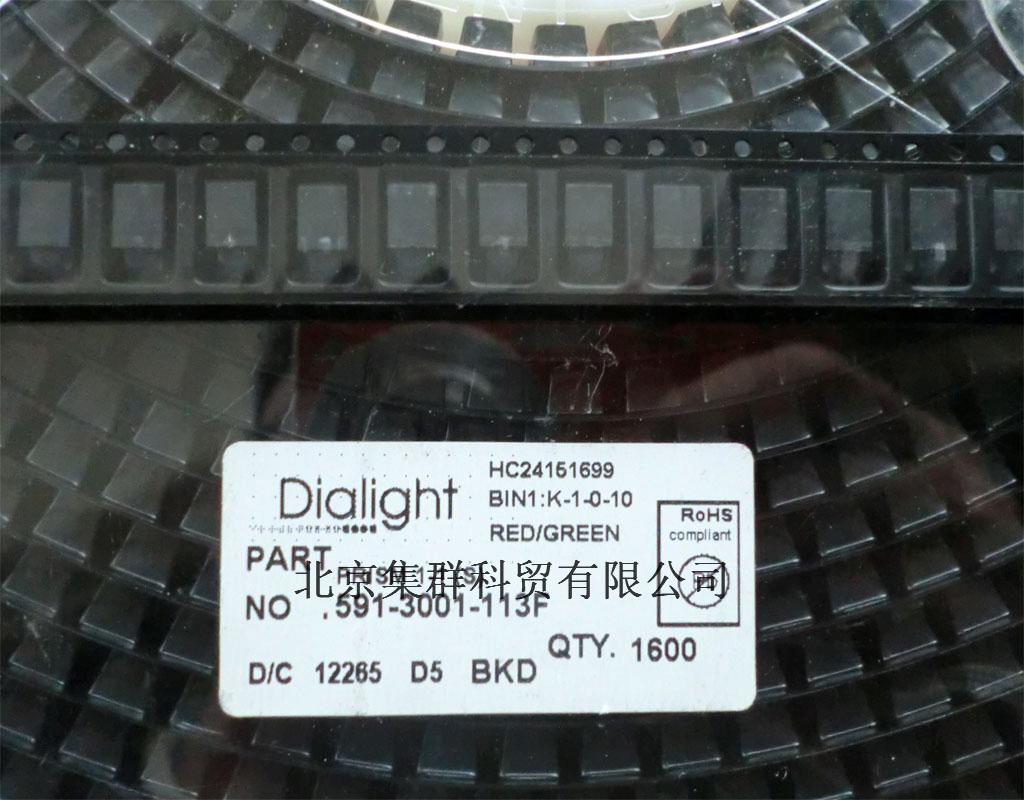 Dialight
HC24151699
BIN1:K-1-0-10
RED/GREEN
RoHS
compliant
PART
北京集群科贸有限公司
NO .591-3001-113F
QTY. 1600
D/C 12265 D5 BKD